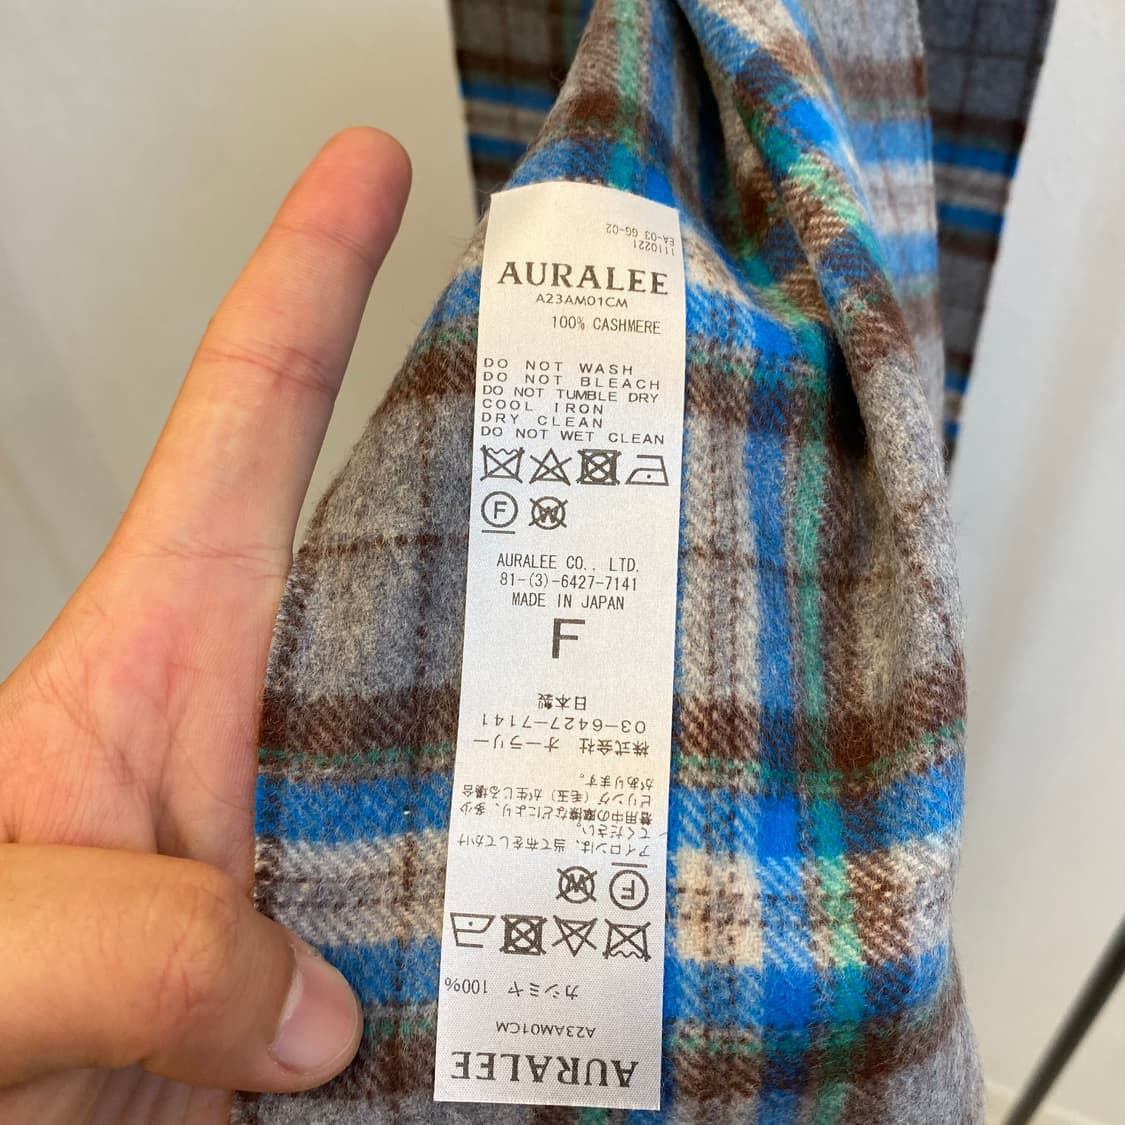 1110221
EA-03 GG-02
AURALEE
A23AM01CM
100% CASHMERE
DO NOT WASH
DO NOT BLEACH
DO NOT TUMBLE DRY
COOL IRON
DRY CLEAN
DO NOT WET CLEAN
F W
AURALEE CO., LTD.
81-(3)-6427-7141
MADE IN JAPAN
F
AURALEE
A23AM01CM
カシミヤ 100%
F W
アイロンは、当て布をしてかけ
てください。
着用中の摩擦などにより、多少
ピリング(毛玉)が生じる場合
があります。
株式会社 オーラリー
03-6427-7141
日本製